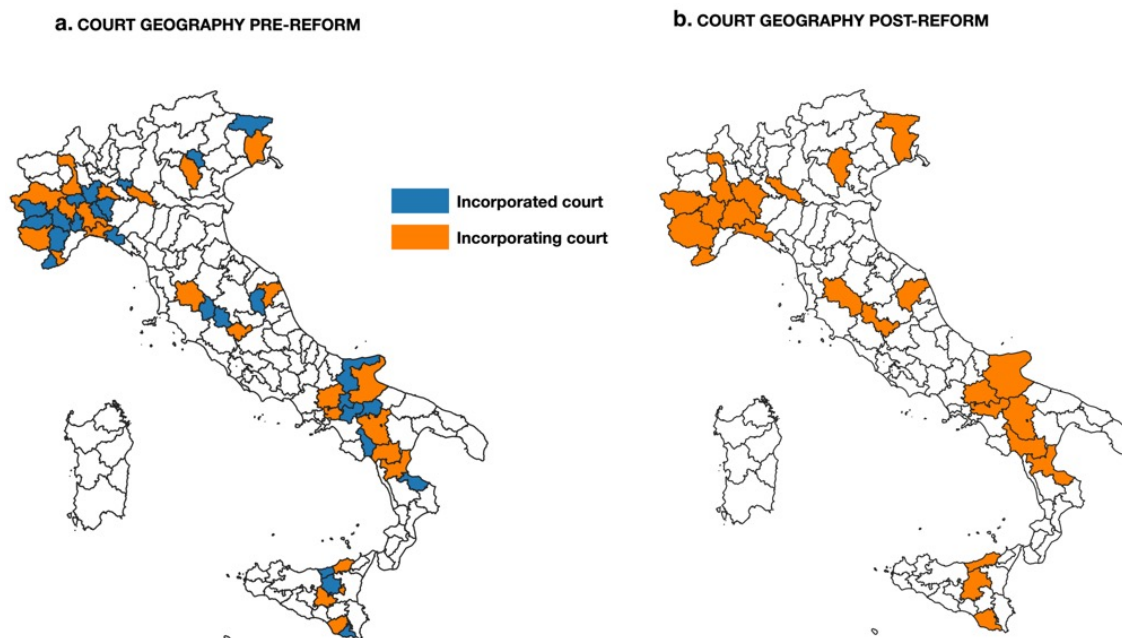 a. COURT GEOGRAPHY PRE-REFORM
b. COURT GEOGRAPHY POST-REFORM
Incorporated court
Incorporating court